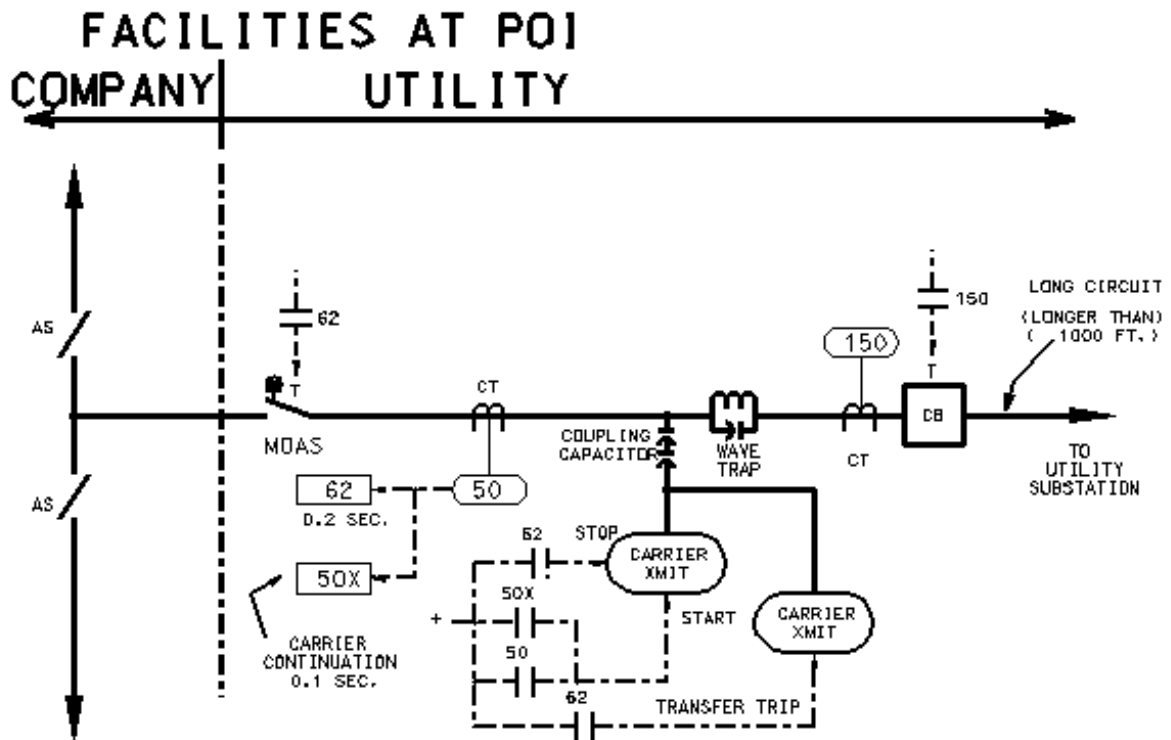 FACILITIES AT POI
COMPANY
UTILITY
LONG CIRCUIT
(LONGER THAN)
( 1000 FT.)
150
62
150
AS
T
T
CT
CB
MOAS
COUPLING
CAPACITOR
WAVE
TRAP
CT
TO
UTILITY
SUBSTATION
62
50
0.2 SEC.
AS
62
STOP
CARRIER
XMIT
50X
50X
START
CARRIER
XMIT
+
CARRIER
CONTINUATION
0.1 SEC.
50
62
TRANSFER TRIP